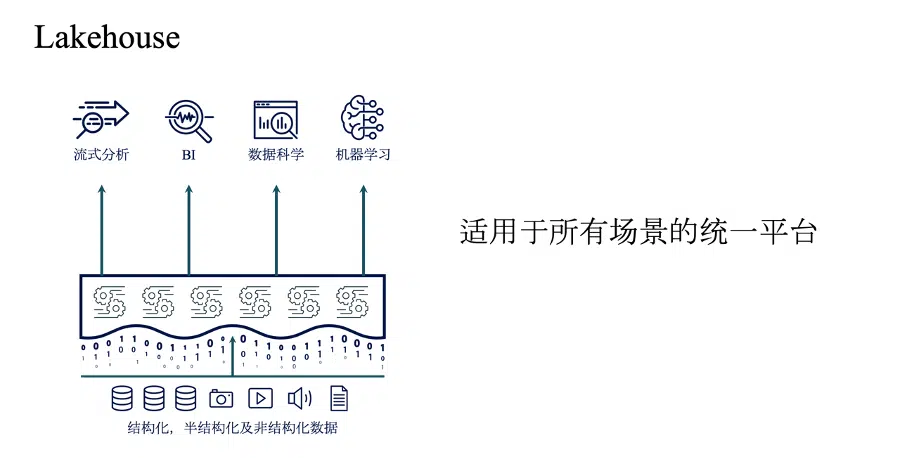 Lakehouse
流式分析
BI
数据科学
机器学习
适用于所有场景的统一平台
结构化，半结构化及非结构化数据